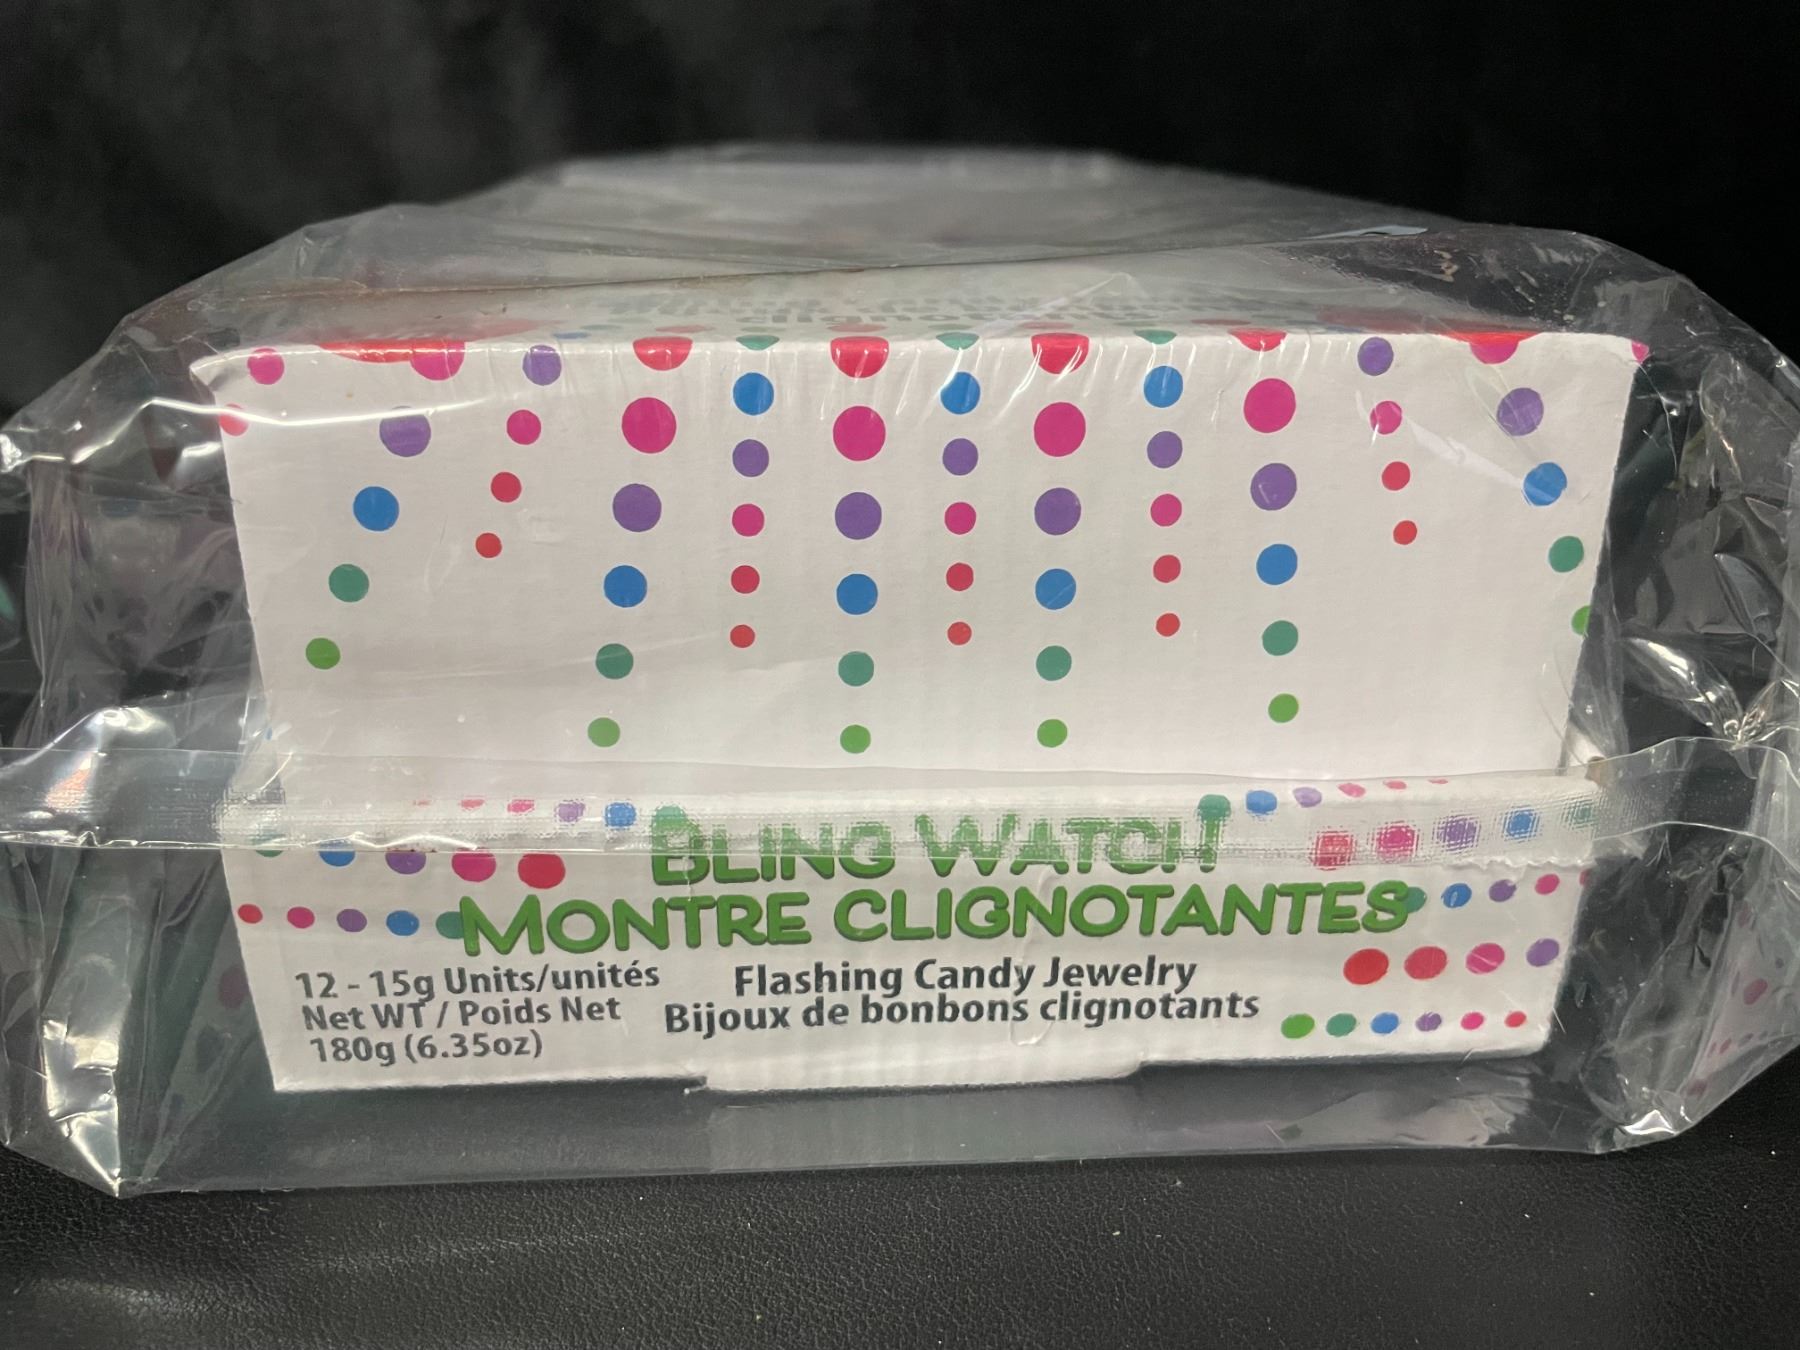 clignotantes
BLING WATCH
MONTRE CLIGNOTANTES
12 - 15g Units/unités
Net WT / Poids Net
180g (6.35oz)
Flashing Candy Jewelry
Bijoux de bonbons clignotants